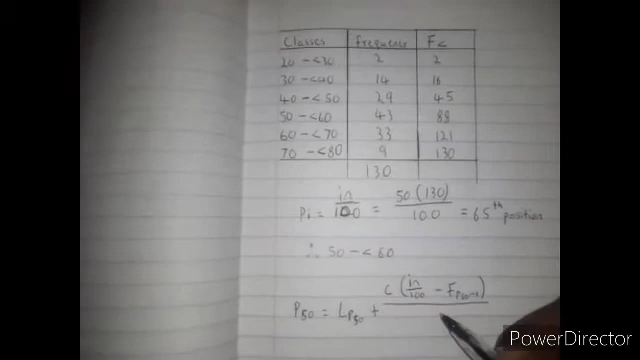 Classes frequency F<
20 - <30 2 2
30 - <40 14 16
40 - <50 29 45
50 - <60 43 88
60 - <70 33 121
70 - <80 9 130
130
Pi = in/100 = 50(130)/100 = 65th position
∴ 50 - <60
P50 = LP50 + C (in/100 - F
PowerDirector